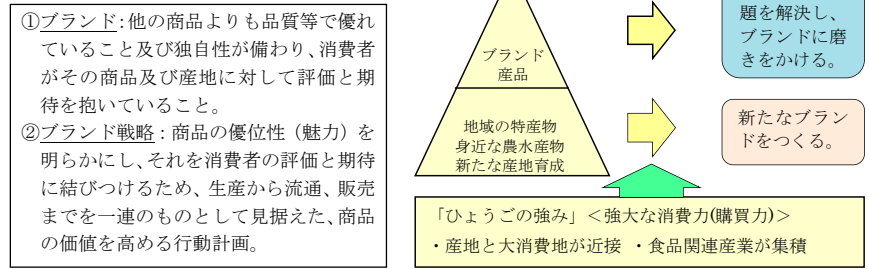 ①ブランド:他の商品よりも品質等で優れ
ていること及び独自性が備わり、消費者
がその商品及び産地に対して評価と期
待を抱いていること。
②ブランド戦略:商品の優位性(魅力)を
明らかにし、それを消費者の評価と期待
に結びつけるため、生産から流通、販売
までを一連のものとして見据えた、商品
の価値を高める行動計画。
ブランド
産品
題を解決し、
ブランドに磨
きをかける。
地域の特産物
身近な農水産物
新たな産地育成
新たなブラン
ドをつくる。
「ひょうごの強み」<強大な消費力(購買力)>
・産地と大消費地が近接 ・食品関連産業が集積